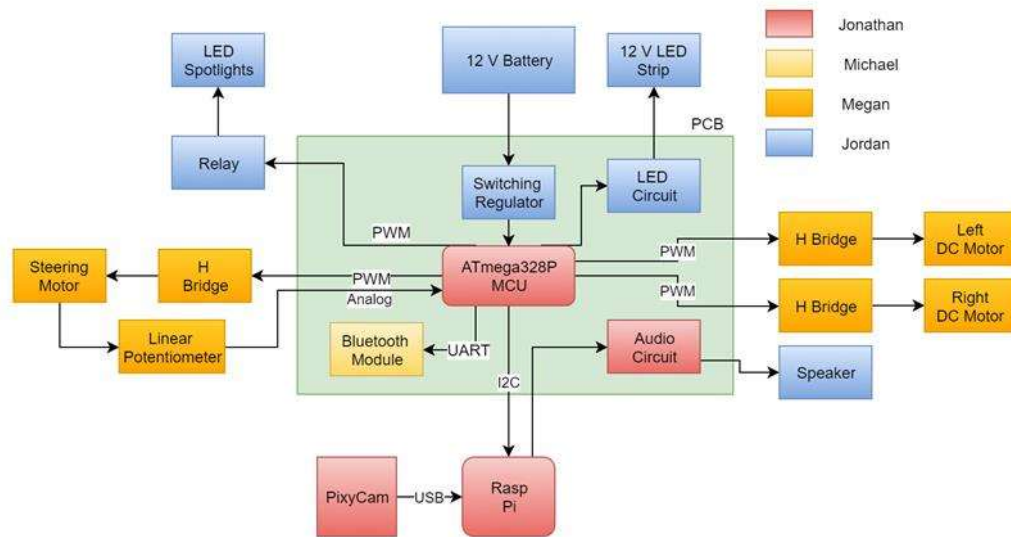 LED
Spotlights
12 V Battery
12 V LED
Strip
Jonathan
Michael
Megan
Jordan
PCB
Relay
Switching
Regulator
LED
Circuit
PWM
ATmega328P
MCU
PWM
H Bridge
Left
DC Motor
Steering
Motor
H
Bridge
PWM
Analog
PWM
H Bridge
Right
DC Motor
Linear
Potentiometer
Bluetooth
Module
UART
I2C
Audio
Circuit
Speaker
PixyCam
USB
Rasp
Pi